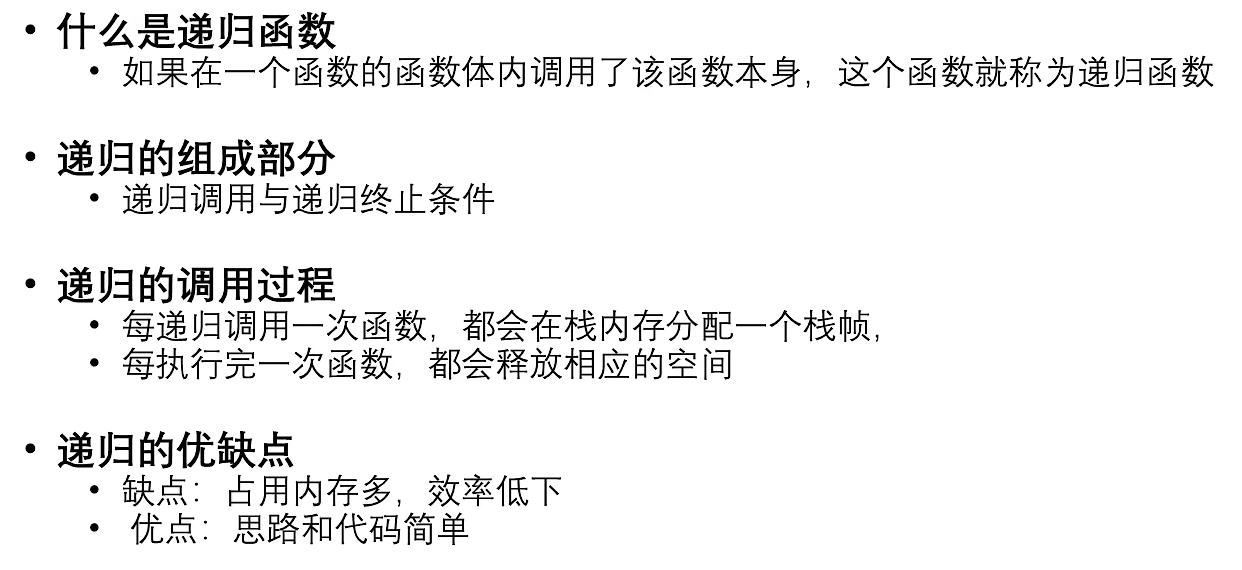 • 什么是递归函数
• 如果在一个函数的函数体内调用了该函数本身，这个函数就称为递归函数
• 递归的组成部分
• 递归调用与递归终止条件
• 递归的调用过程
• 每递归调用一次函数，都会在栈内存分配一个栈帧，
• 每执行完一次函数，都会释放相应的空间
• 递归的优缺点
• 缺点：占用内存多，效率低下
• 优点：思路和代码简单